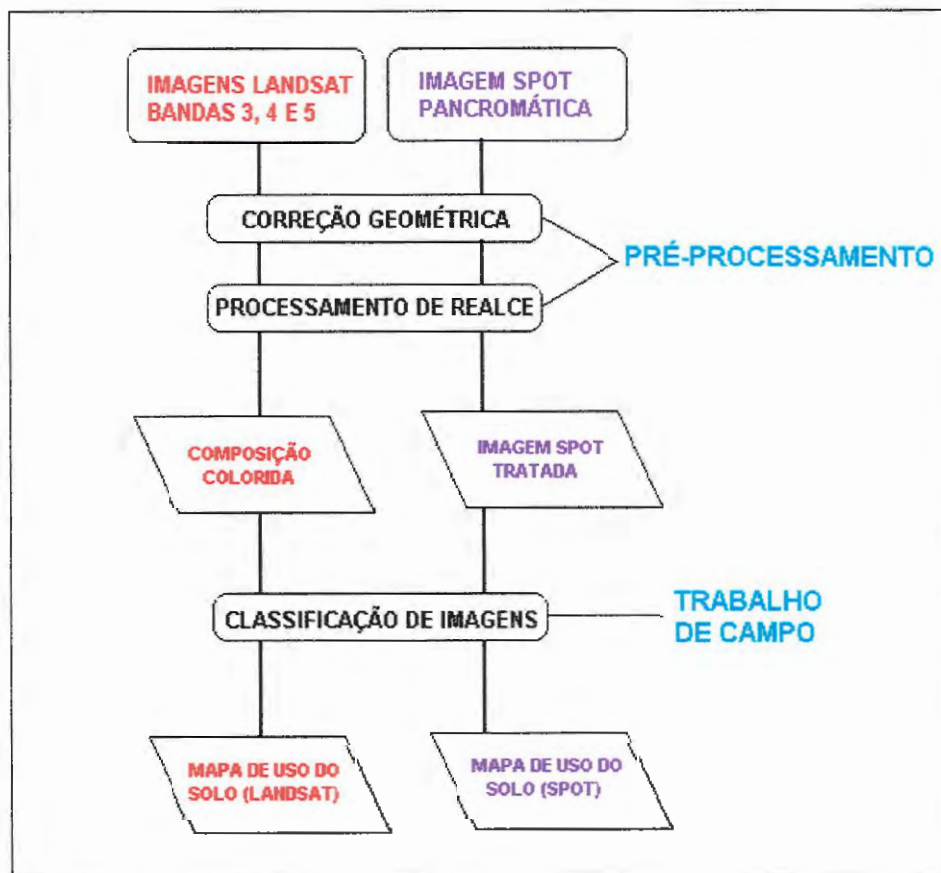 IMAGENS LANDSAT
BANDAS 3, 4 E 5
IMAGEM SPOT
PANCROMÁTICA
CORREÇÃO GEOMÉTRICA
PRÉ-PROCESSAMENTO
PROCESSAMENTO DE REALCE
COMPOSIÇÃO
COLORIDA
IMAGEM SPOT
TRATADA
CLASSIFICAÇÃO DE IMAGENS
TRABALHO
DE CAMPO
MAPA DE USO DO
SOLO (LANDSAT)
MAPA DE USO DO
SOLO (SPOT)